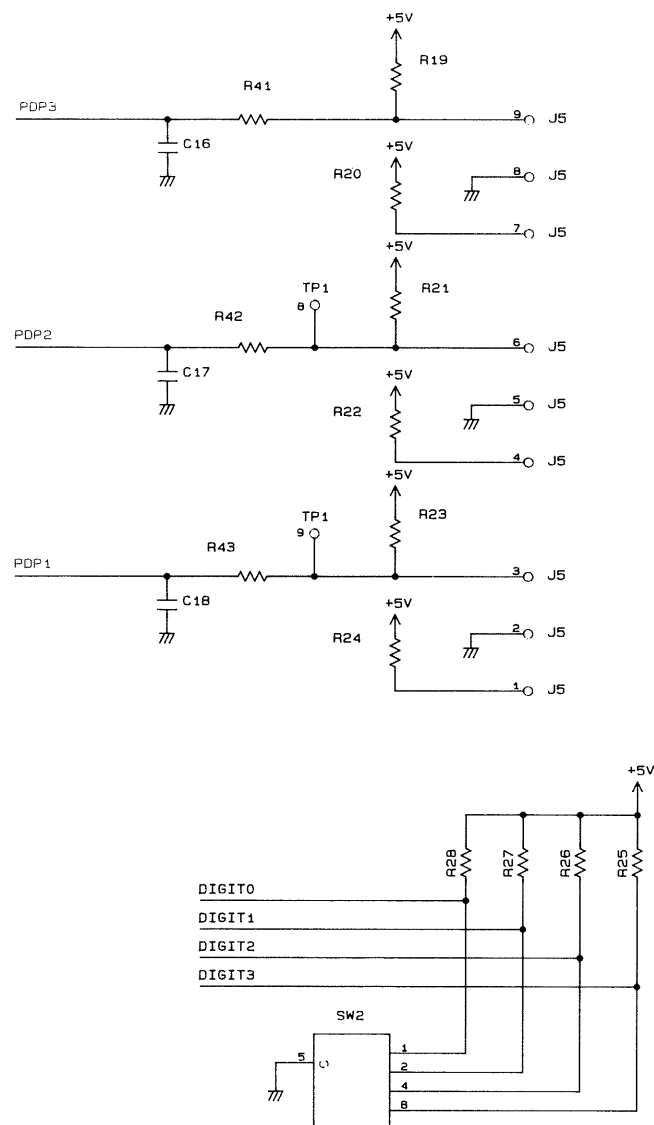 +5V
R19
R41
PDP3
9 J5
C16
+5V
8 J5
R20
7 J5
+5V
TP1
8
R21
R42
PDP2
6 J5
C17
+5V
5 J5
R22
4 J5
+5V
TP1
9
R23
R43
PDP1
3 J5
C18
+5V
2 J5
R24
1 J5
+5V
R28 R27 R26 R25
DIGIT0
DIGIT1
DIGIT2
DIGIT3
SW2
5
1
2
4
8